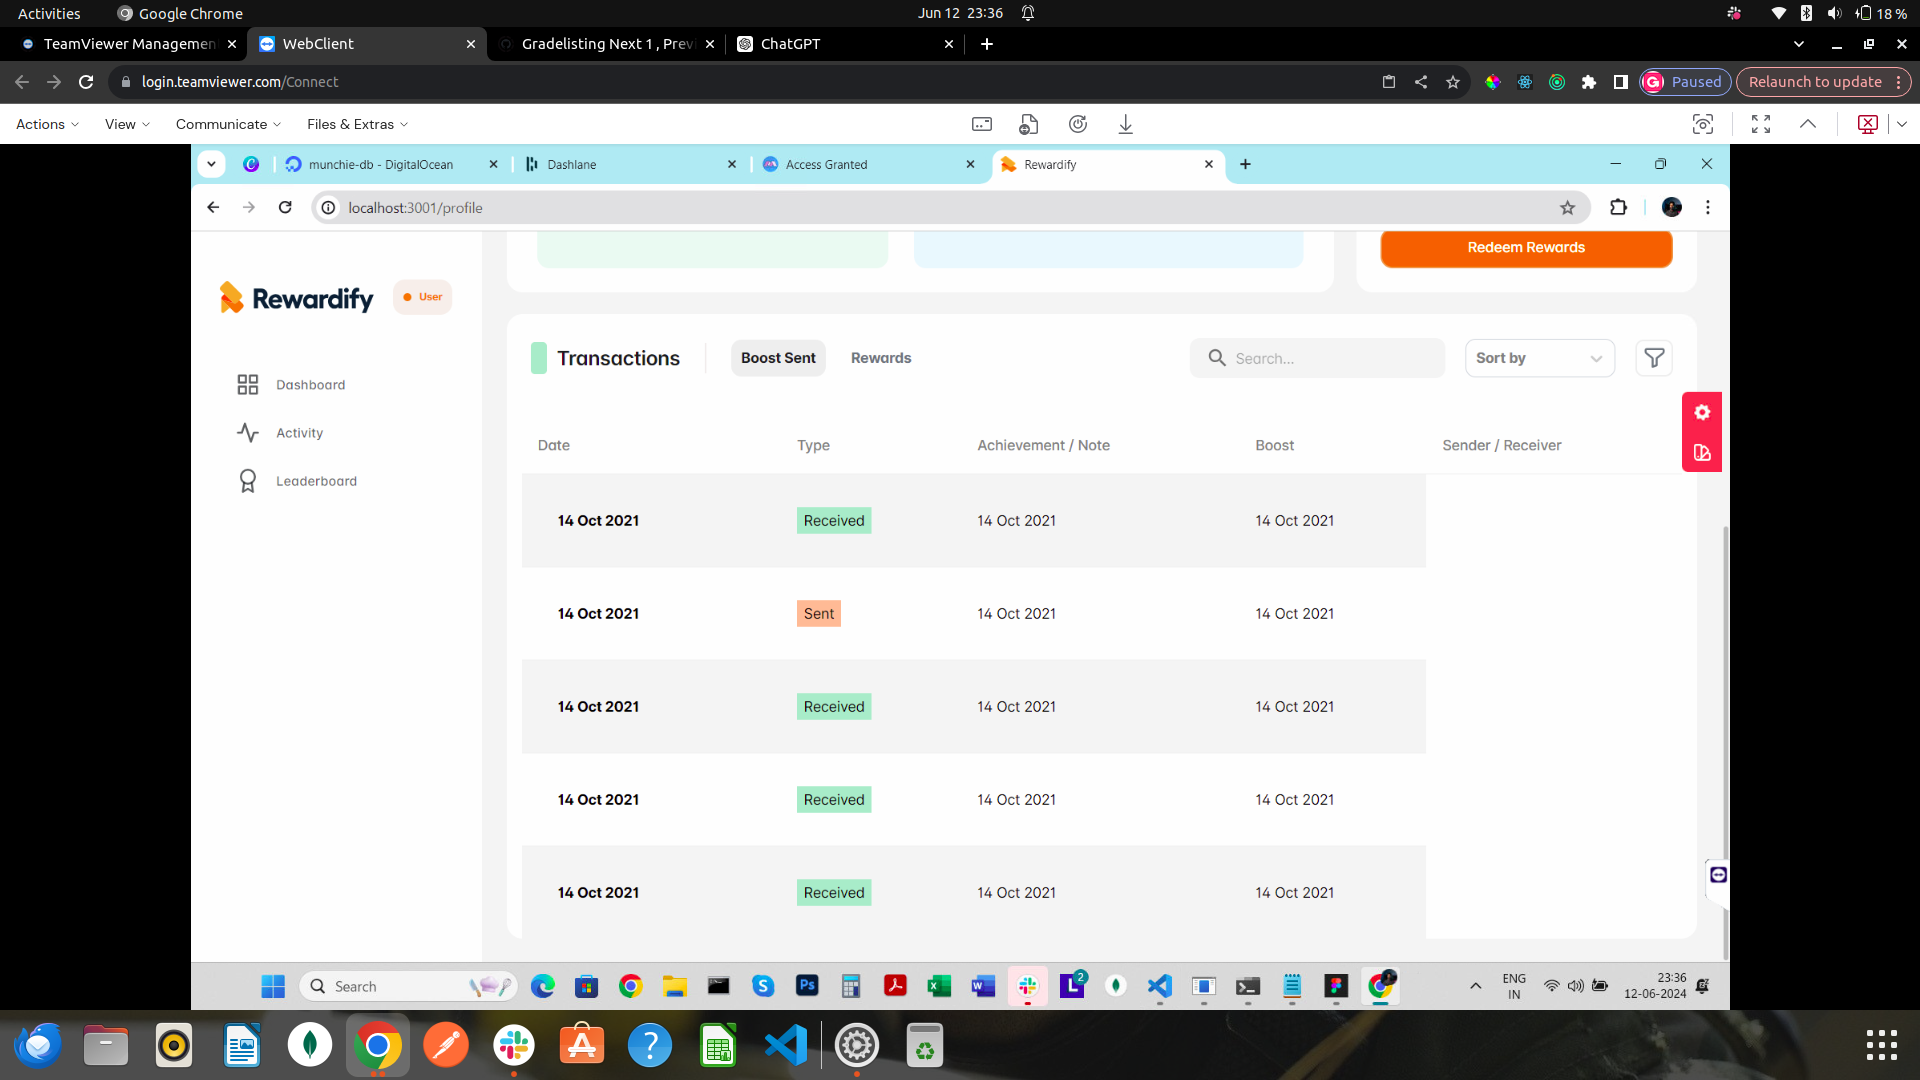 Activities Google Chrome Jun 12 23:36 18 %
TeamViewer Managemen WebClient Gradelisting Next 1 , Prev ChatGPT
login.teamviewer.com/Connect G Paused Relaunch to update
Actions View Communicate Files & Extras
munchie-db - DigitalOcean Dashlane Access Granted Rewardify
localhost:3001/profile
Redeem Rewards
Rewardify User
Transactions Boost Sent Rewards Search... Sort by
Dashboard
Activity
Leaderboard
Date Type Achievement / Note Boost Sender / Receiver
14 Oct 2021 Received 14 Oct 2021 14 Oct 2021
14 Oct 2021 Sent 14 Oct 2021 14 Oct 2021
14 Oct 2021 Received 14 Oct 2021 14 Oct 2021
14 Oct 2021 Received 14 Oct 2021 14 Oct 2021
14 Oct 2021 Received 14 Oct 2021 14 Oct 2021
Search Ps L 2 ENG 23:36
IN 12-06-2024